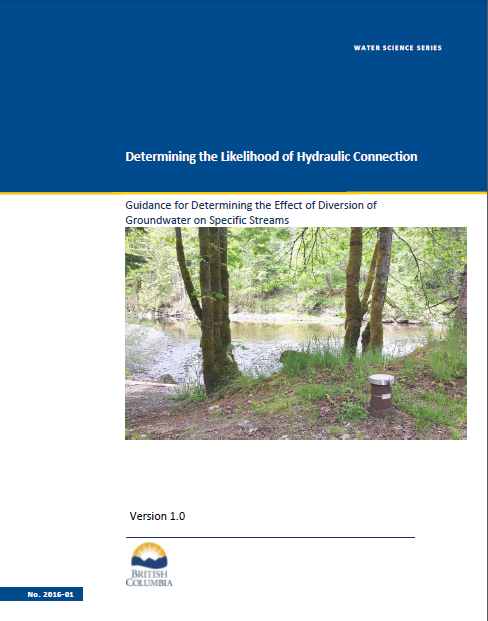 WATER SCIENCE SERIES
Determining the Likelihood of Hydraulic Connection
Guidance for Determining the Effect of Diversion of
Groundwater on Specific Streams
Version 1.0
BRITISH
COLUMBIA
No. 2016-01